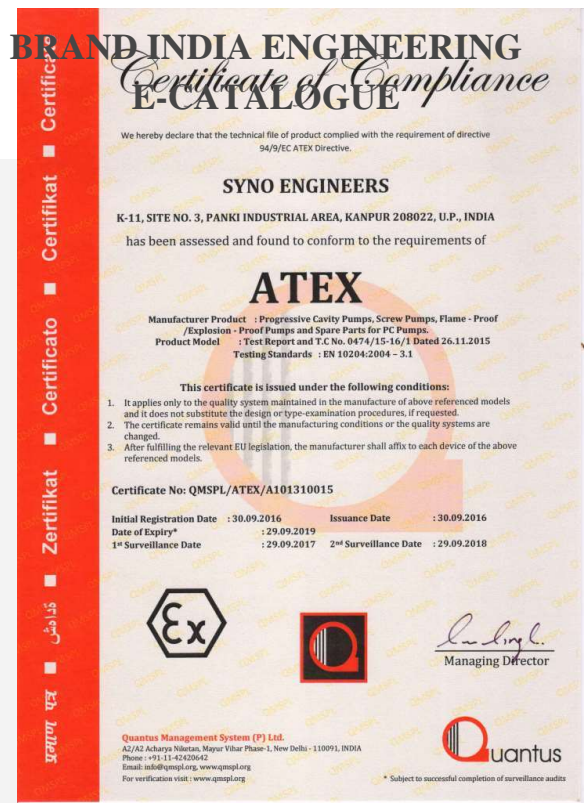 BRAND INDIA ENGINEERING
E-CATALOGUE
Certificate of Compliance
We hereby declare that the technical file of product complied with the requirement of directive
94/9/EC ATEX Directive.
SYNO ENGINEERS
K-11, SITE NO. 3, PANKI INDUSTRIAL AREA, KANPUR 208022, U.P., INDIA
has been assessed and found to conform to the requirements of
ATEX
Manufacturer Product : Progressive Cavity Pumps, Screw Pumps, Flame - Proof
/Explosion - Proof Pumps and Spare Parts for PC Pumps.
Product Model : Test Report and T.C No. 0474/15-16/1 Dated 26.11.2015
Testing Standards : EN 10204:2004 – 3.1
This certificate is issued under the following conditions:
1. It applies only to the quality system maintained in the manufacture of above referenced models
and it does not substitute the design or type-examination procedures, if requested.
2. The certificate remains valid until the manufacturing conditions or the quality systems are
changed.
3. After fulfilling the relevant EU legislation, the manufacturer shall affix to each device of the above
referenced models.
Certificate No: QMSPL/ATEX/A101310015
Initial Registration Date : 30.09.2016 Issuance Date : 30.09.2016
Date of Expiry* : 29.09.2019
1st Surveillance Date : 29.09.2017 2nd Surveillance Date : 29.09.2018
Ex
Managing Director
Quantus Management System (P) Ltd.
A2/A2 Acharya Niketan, Mayur Vihar Phase-1, New Delhi - 110091, INDIA
Phone : +91-11-42420642
Email: info@qmspl.org, www.qmspl.org
For verification visit : www.qmspl.org
Quantus
* Subject to successful completion of surveillance audits
प्रमाण पत्र ■ ■ Zertifikat ■ Certificato ■ Certifikat ■ Certificate